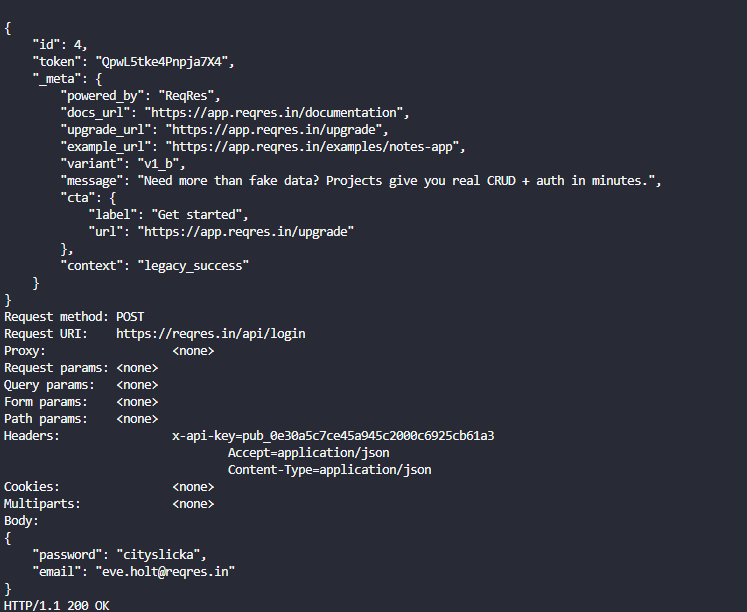 {
    "id": 4,
    "token": "QpwL5tke4Pnpja7X4",
    "_meta": {
        "powered_by": "ReqRes",
        "docs_url": "https://app.reqres.in/documentation",
        "upgrade_url": "https://app.reqres.in/upgrade",
        "example_url": "https://app.reqres.in/examples/notes-app",
        "variant": "v1_b",
        "message": "Need more than fake data? Projects give you real CRUD + auth in minutes.",
        "cta": {
            "label": "Get started",
            "url": "https://app.reqres.in/upgrade"
        },
        "context": "legacy_success"
    }
}
Request method: POST
Request URI:    https://reqres.in/api/login
Proxy:                  <none>
Request params: <none>
Query params:   <none>
Form params:    <none>
Path params:    <none>
Headers:                x-api-key=pub_0e30a5c7ce45a945c2000c6925cb61a3
                                Accept=application/json
                                Content-Type=application/json
Cookies:                <none>
Multiparts:             <none>
Body:
{
    "password": "cityslicka",
    "email": "eve.holt@reqres.in"
}
HTTP/1.1 200 OK